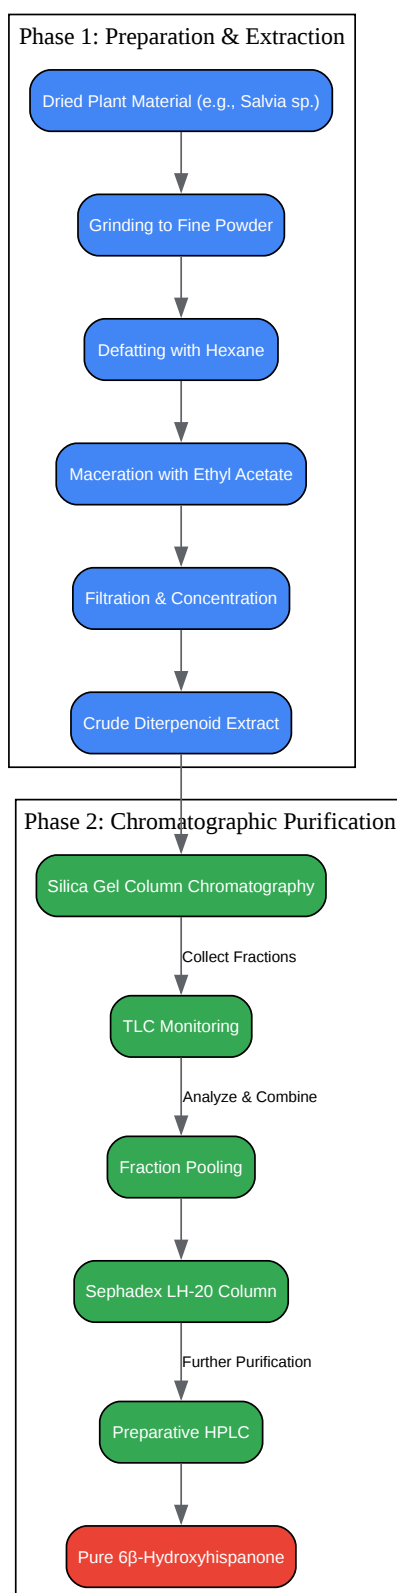 Phase 1: Preparation & Extraction
Dried Plant Material (e.g., Salvia sp.)
Grinding to Fine Powder
Defatting with Hexane
Maceration with Ethyl Acetate
Filtration & Concentration
Crude Diterpenoid Extract
Phase 2: Chromatographic Purification
Silica Gel Column Chromatography
Collect Fractions
TLC Monitoring
Analyze & Combine
Fraction Pooling
Sephadex LH-20 Column
Further Purification
Preparative HPLC
Pure 6β-Hydroxyhispanone